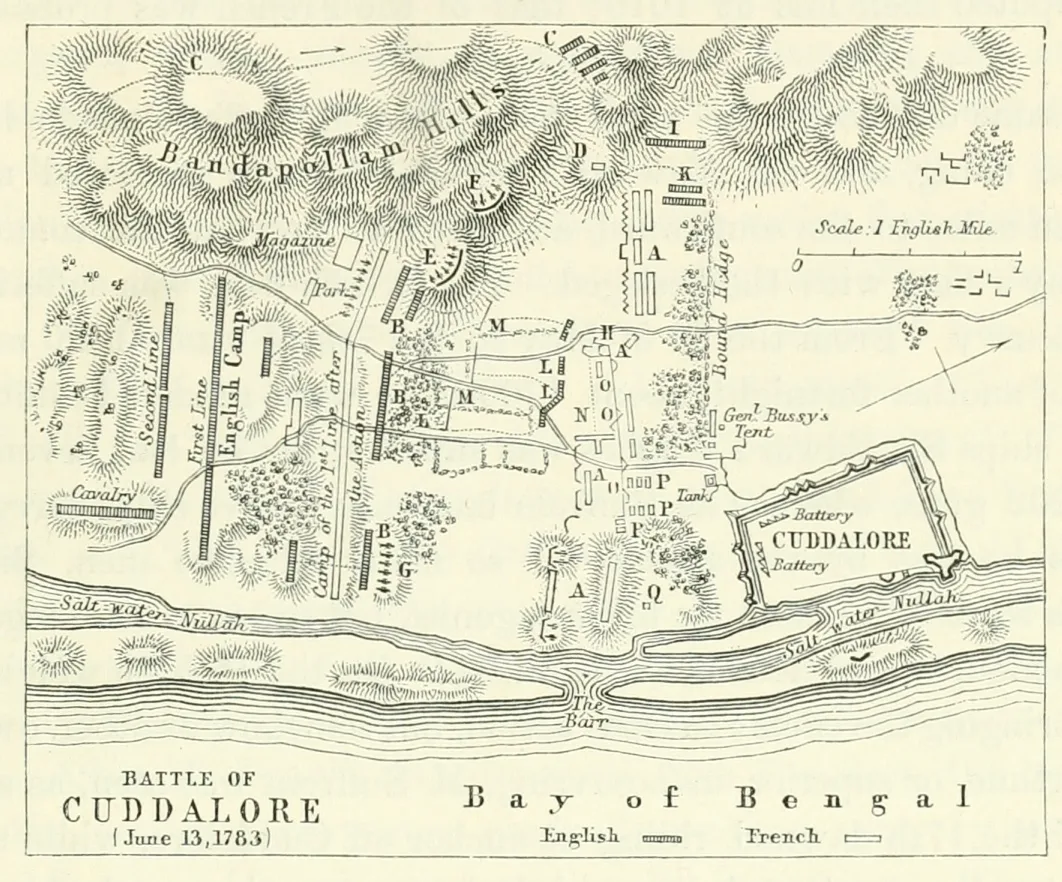 C
C
Bandapollam Hills
I
D
K
F
Scale: 1 English Mile
0
1
A
Magazine
E
Park
Bound Hedge
B
M
H
A
L
L
Second Line
First Line
English Camp
B
M
N
O
O
Genl. Bussy's
Tent
Camp of the 1st Line after
the Action
Cavalry
A
O
P
Tank
P
P
Battery
CUDDALORE
Battery
B
G
A
Q
Salt water Nullah
Salt water Nullah
The
Barr
BATTLE OF
CUDDALORE
(June 13, 1783)
Bay of Bengal
English
French